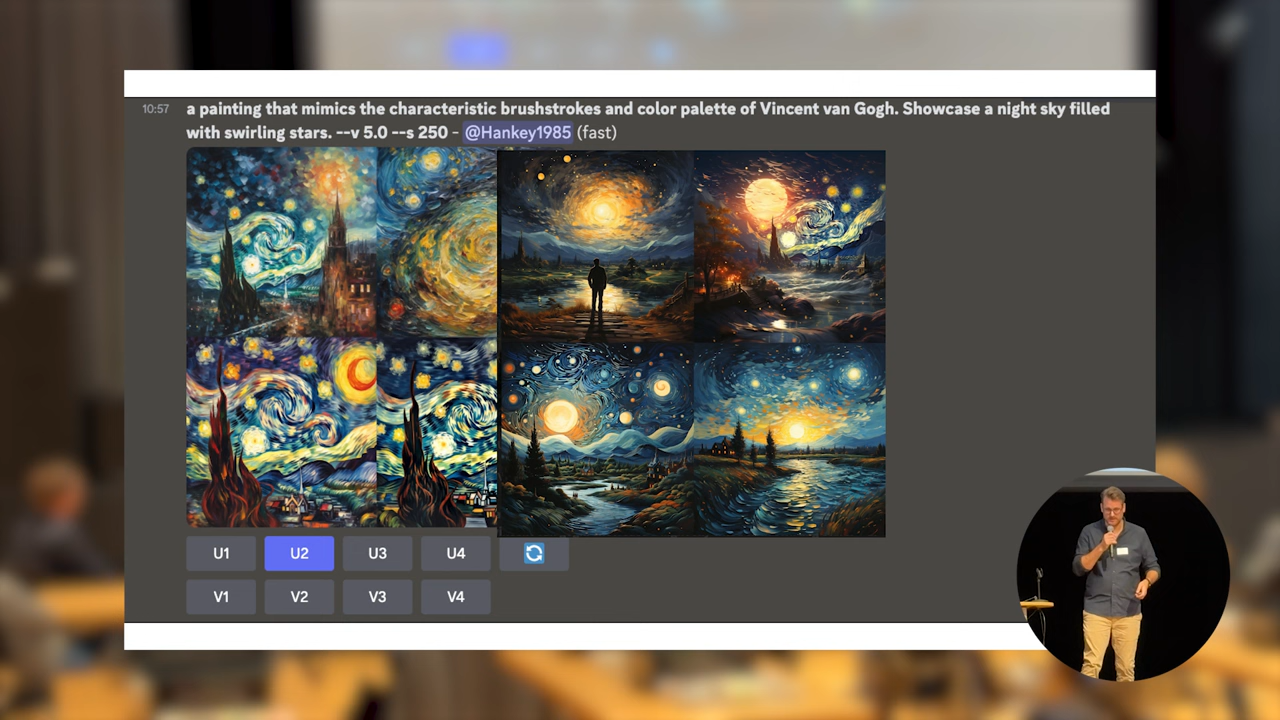 10:57 a painting that mimics the characteristic brushstrokes and color palette of Vincent van Gogh. Showcase a night sky filled
with swirling stars. --v 5.0 --s 250 - @Hankey1985 (fast)
U1 U2 U3 U4
V1 V2 V3 V4